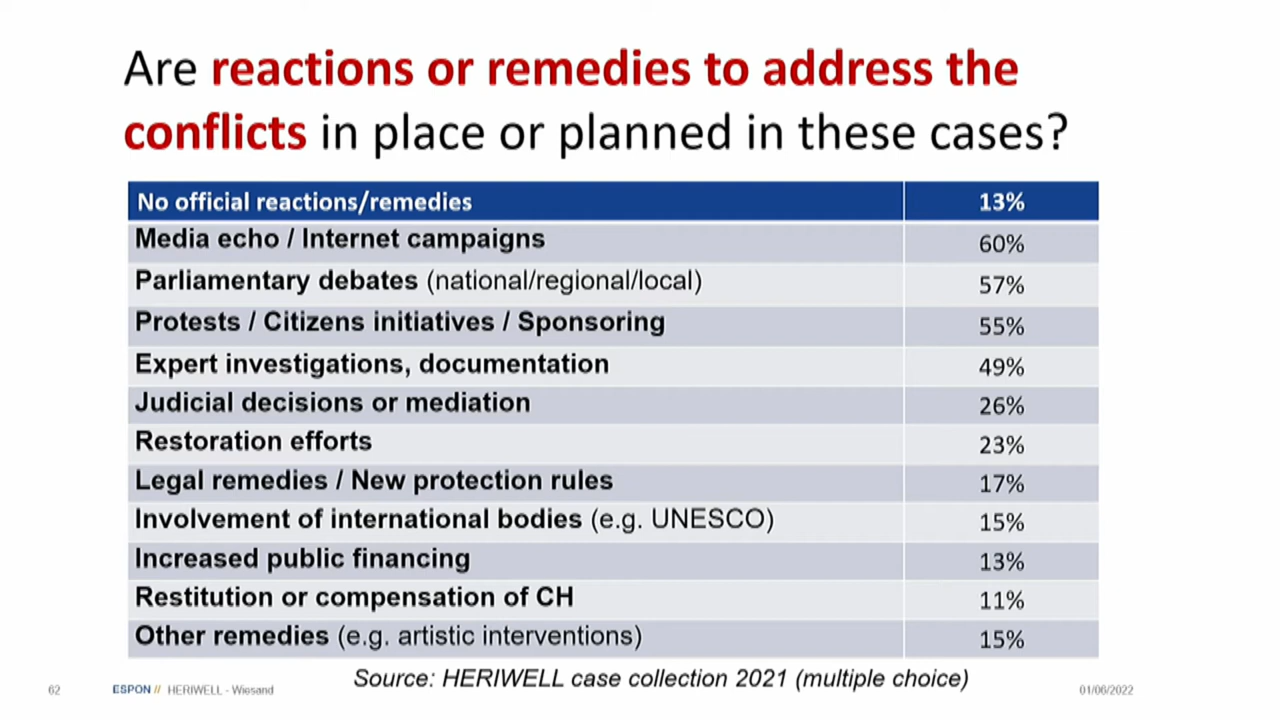 Are reactions or remedies to address the
conflicts in place or planned in these cases?
No official reactions/remedies 13%
Media echo / Internet campaigns 60%
Parliamentary debates (national/regional/local) 57%
Protests / Citizens initiatives / Sponsoring 55%
Expert investigations, documentation 49%
Judicial decisions or mediation 26%
Restoration efforts 23%
Legal remedies / New protection rules 17%
Involvement of international bodies (e.g. UNESCO) 15%
Increased public financing 13%
Restitution or compensation of CH 11%
Other remedies (e.g. artistic interventions) 15%
Source: HERIWELL case collection 2021 (multiple choice)
62 ESPON // HERIWELL - Wiesand 01/06/2022